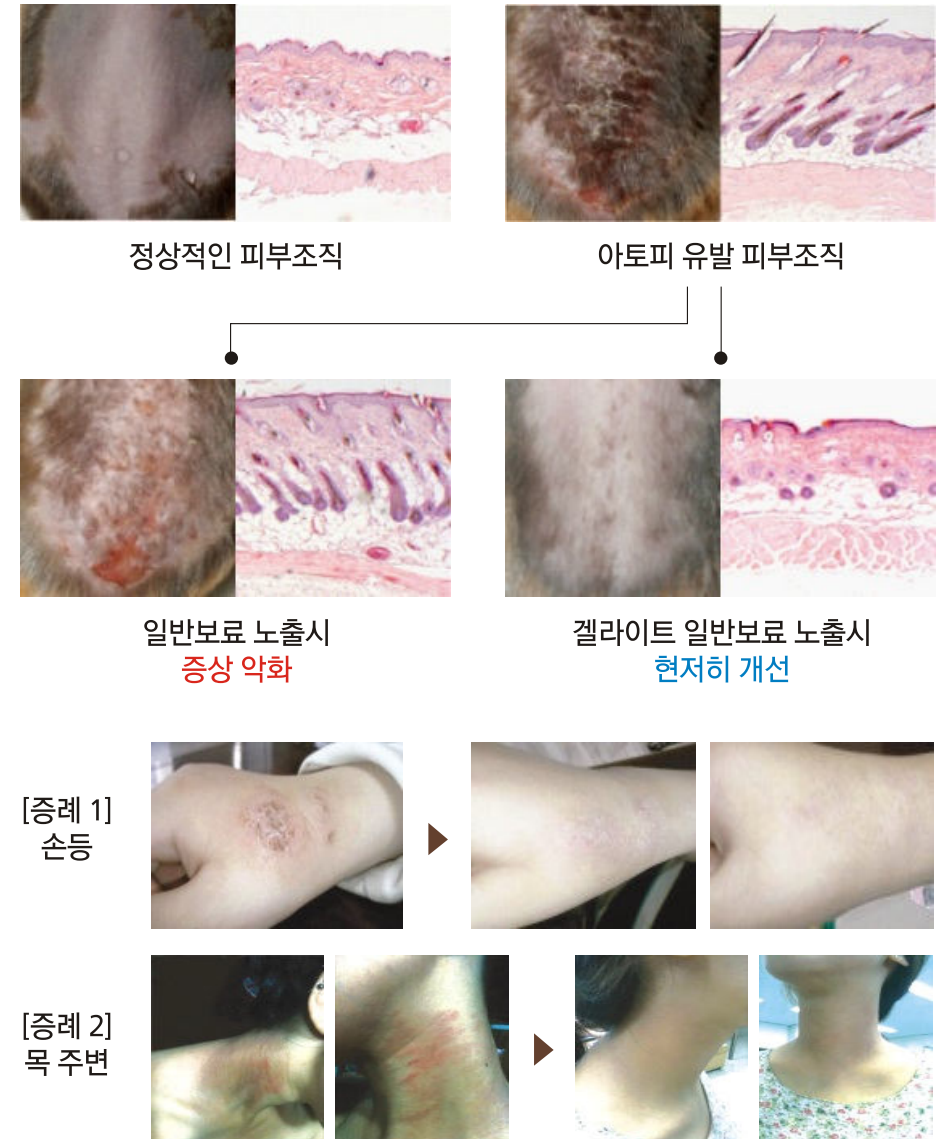 정상적인 피부조직
아토피 유발 피부조직
일반보료 노출시
증상 악화
겔라이트 일반보료 노출시
현저히 개선
[증례 1]
손등
[증례 2]
목 주변